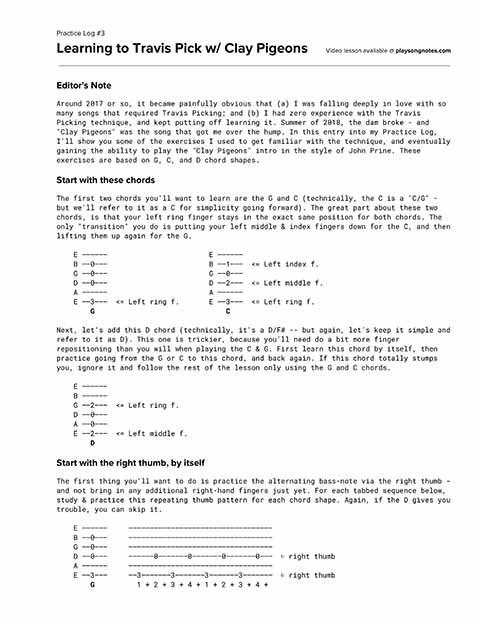 Practice Log #3
Learning to Travis Pick w/ Clay Pigeons Video lesson available @ playsongnotes.com
Editor's Note
Around 2017 or so, it became painfully obvious that (a) I was falling deeply in love with so
many songs that required Travis Picking; and (b) I had zero experience with the Travis
Picking technique, and kept putting off learning it. Summer of 2018, the dam broke - and
"Clay Pigeons" was the song that got me over the hump. In this entry into my Practice Log,
I'll show you some of the exercises I used to get familiar with the technique, and eventually
gaining the ability to play the "Clay Pigeons" intro in the style of John Prine. These
exercises are based on G, C, and D chord shapes.
Start with these chords
The first two chords you'll want to learn are the G and C (technically, the C is a "C/G" -
but we'll refer to it as a C for simplicity going forward). The great part about these two
chords, is that your left ring finger stays in the exact same position for both chords. The
only "transition" you do is putting your left middle & index fingers down for the C, and then
lifting them up again for the G.
E ------ E ------
B --0--- B --1--- <= Left index f.
G --0--- G --0---
D --0--- D --2--- <= Left middle f.
A ------ A ------
E --3--- <= Left ring f. E --3--- <= Left ring f.
G C
Next, let's add this D chord (technically, it's a D/F# -- but again, let's keep it simple and
refer to it as D). This one is trickier, because you'll need do a bit more finger
repositioning than you will when playing the C & G. First learn this chord by itself, then
practice going from the G or C to this chord, and back again. If this chord totally stumps
you, ignore it and follow the rest of the lesson only using the G and C chords.
E ------
B ------
G --2--- <= Left ring f.
D --0---
A --0---
E --2--- <= Left middle f.
D
Start with the right thumb, by itself
The first thing you'll want to do is practice the alternating bass-note via the right thumb -
and not bring in any additional right-hand fingers just yet. For each tabbed sequence below,
study & practice this repeating thumb pattern for each chord shape. Again, if the D gives you
trouble, you can skip it.
E ------ ----------------------------------
B --0--- ----------------------------------
G --0--- ----------------------------------
D --0--- ------0-------0-------0-------0--- right thumb
A ------ ----------------------------------
E --3--- --3-------3-------3-------3------- right thumb
G 1 + 2 + 3 + 4 + 1 + 2 + 3 + 4 +